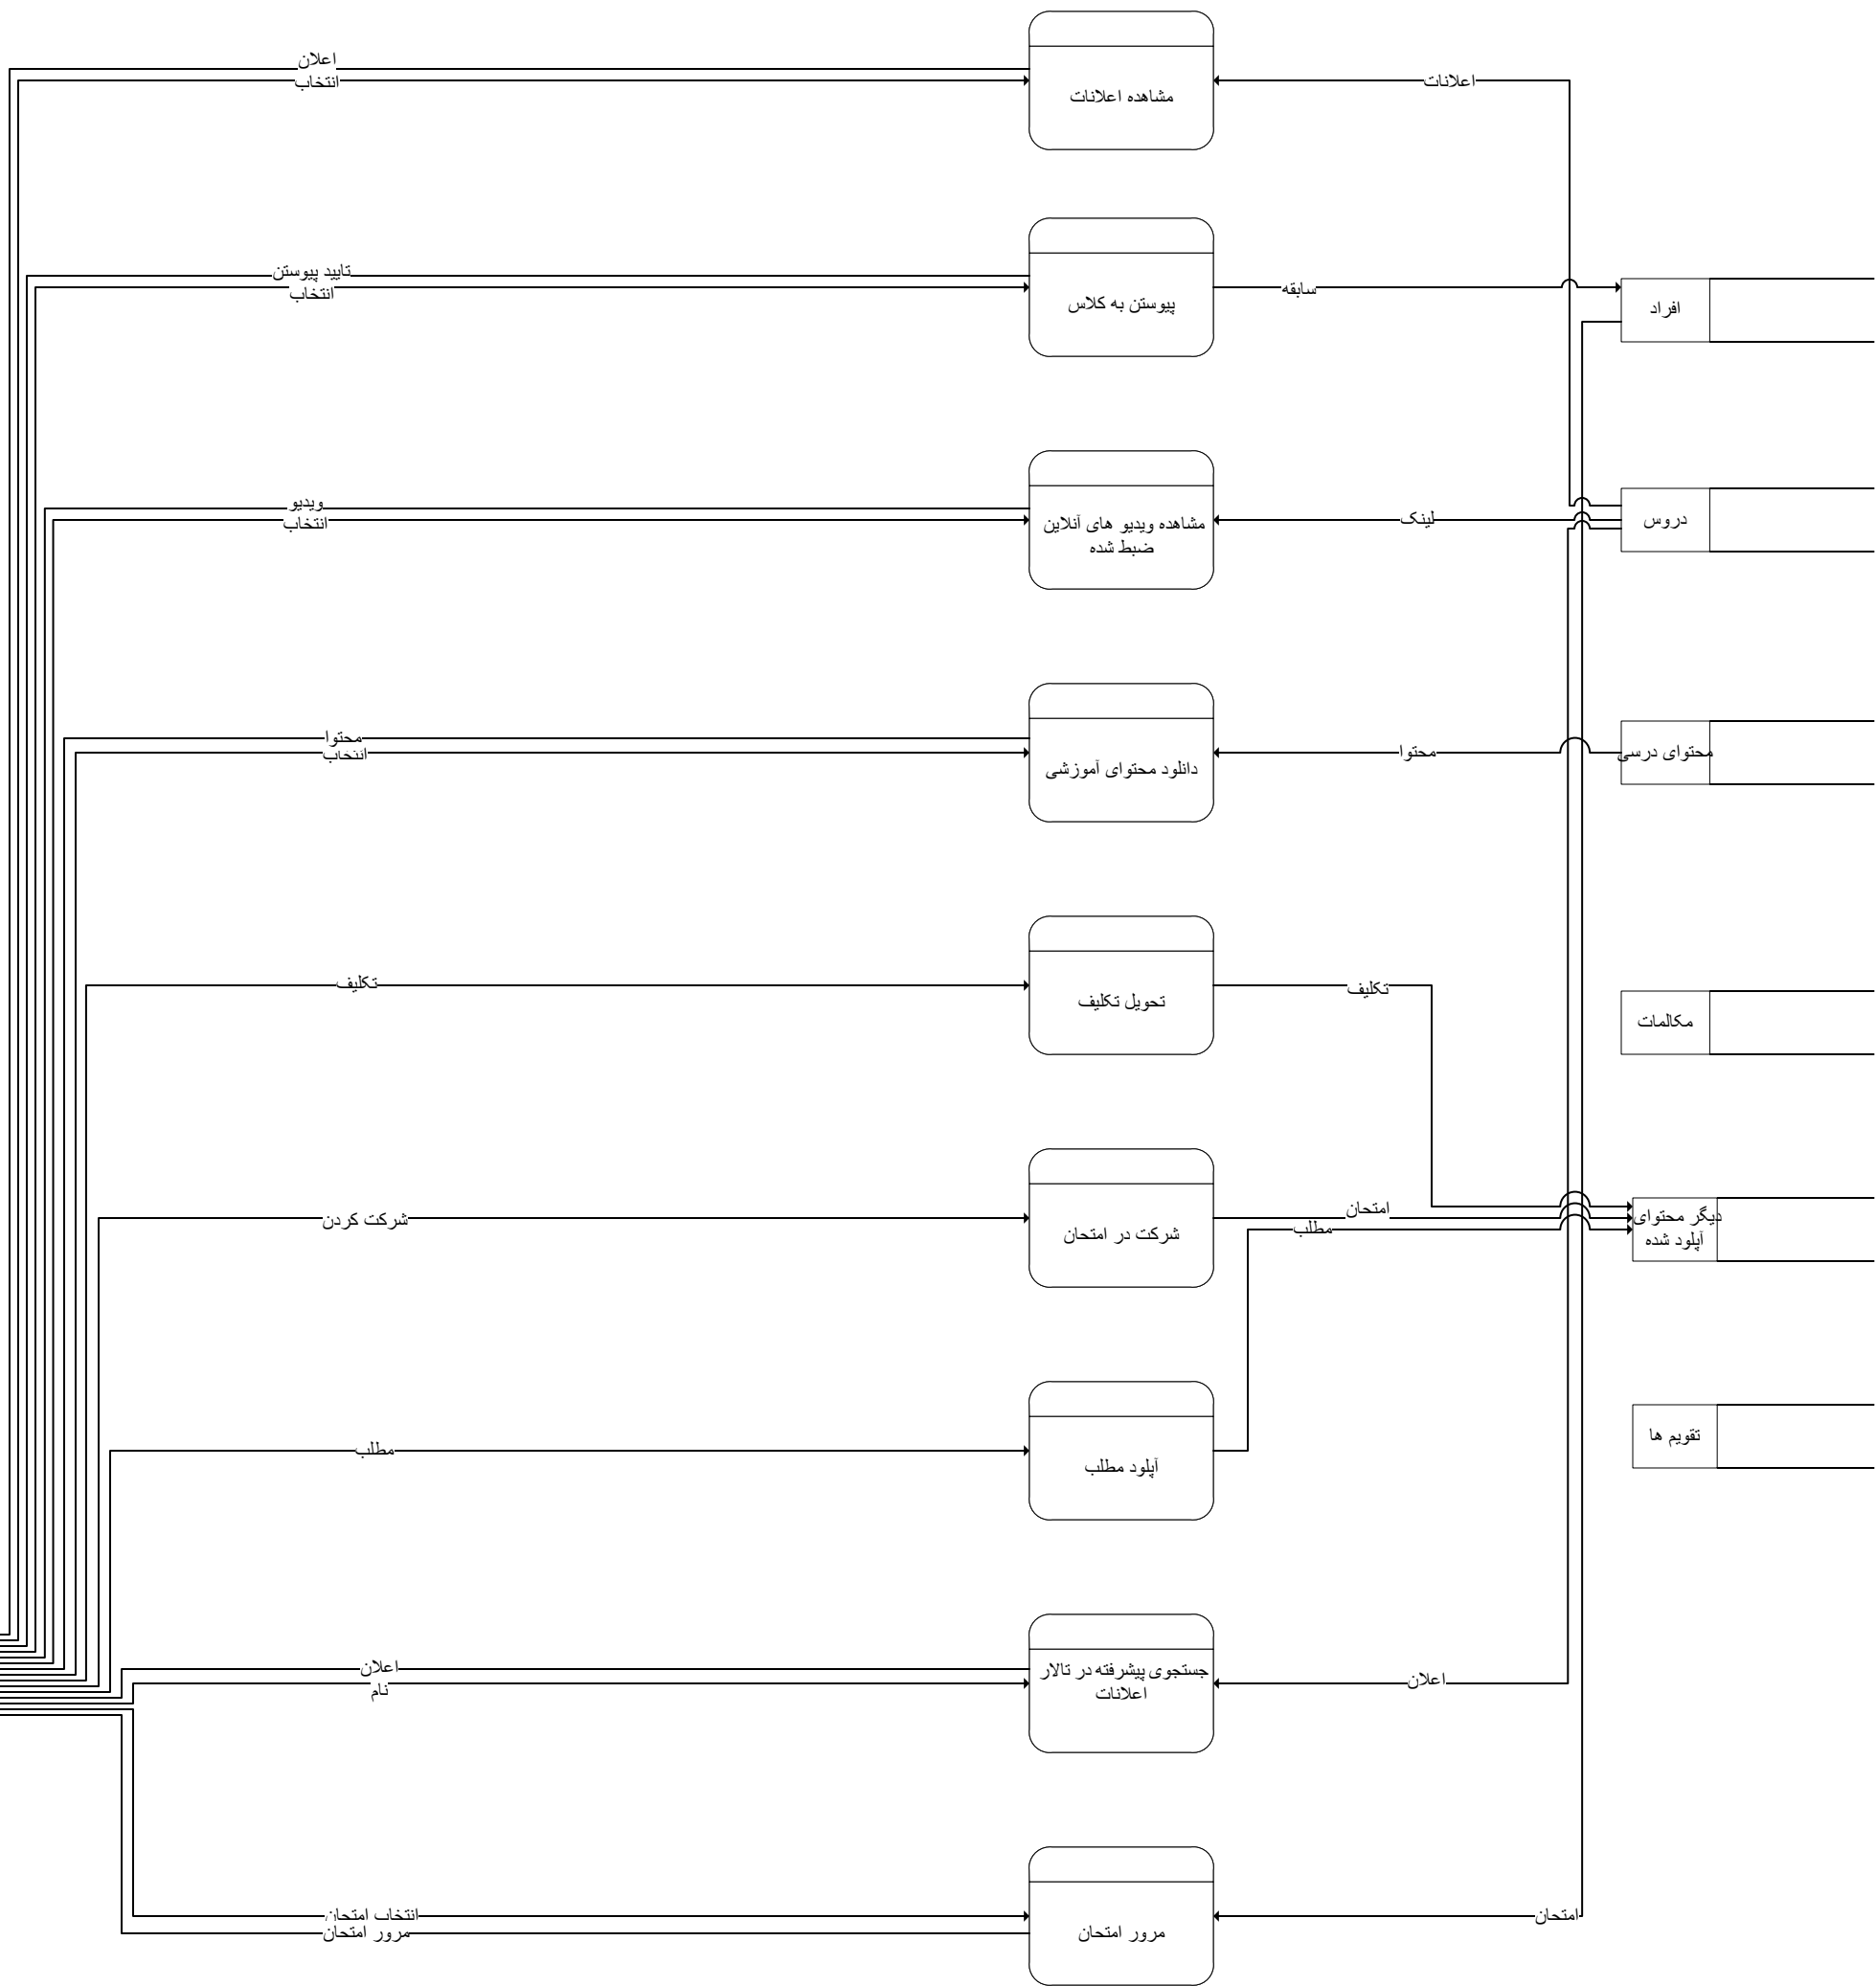 اعلان
انتخاب
مشاهده اعلانات
اعلانات
تایید پیوستن
انتخاب
پیوستن به کلاس
سابقه
افراد
ویدیو
انتخاب
مشاهده ویدیو های آنلاین
ضبط شده
لینک
دروس
محتوا
انتخاب
دانلود محتوای آموزشی
محتوا
محتوای درسی
تکلیف
تحویل تکلیف
تکلیف
مکالمات
شرکت کردن
شرکت در امتحان
امتحان
مطلب
دیگر محتوای
آپلود شده
مطلب
آپلود مطلب
تقویم ها
اعلان
نام
جستجوی پیشرفته در تالار
اعلانات
اعلان
انتخاب امتحان
مرور امتحان
مرور امتحان
امتحان